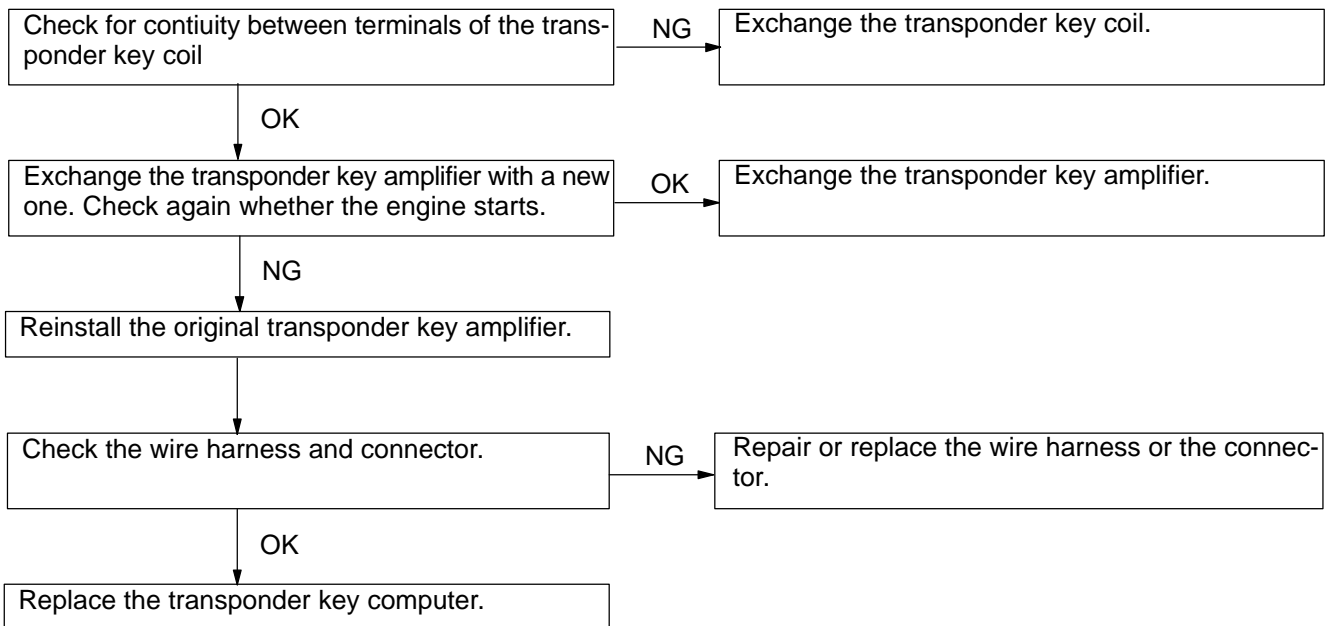 Check for contiuity between terminals of the trans-
ponder key coil
NG
Exchange the transponder key coil.
OK
Exchange the transponder key amplifier with a new
one. Check again whether the engine starts.
OK
Exchange the transponder key amplifier.
NG
Reinstall the original transponder key amplifier.
Check the wire harness and connector.
NG
Repair or replace the wire harness or the connec-
tor.
OK
Replace the transponder key computer.